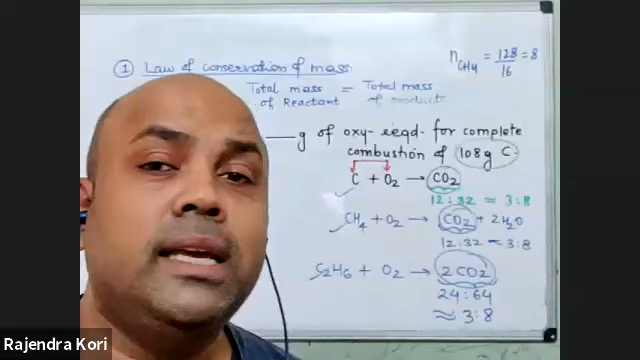 n CH4 = 128/16 = 8
① Law of conservation of mass:
Total mass of Reactant = Total mass of products
___ g of oxy- reqd- for complete
combustion of 108g C.
C + O2 → CO2
12:32 ≈ 3:8
CH4 + O2 → CO2 + 2H2O
12:32 ≈ 3:8
C2H6 + O2 → 2CO2
24:64
≈ 3:8
Rajendra Kori